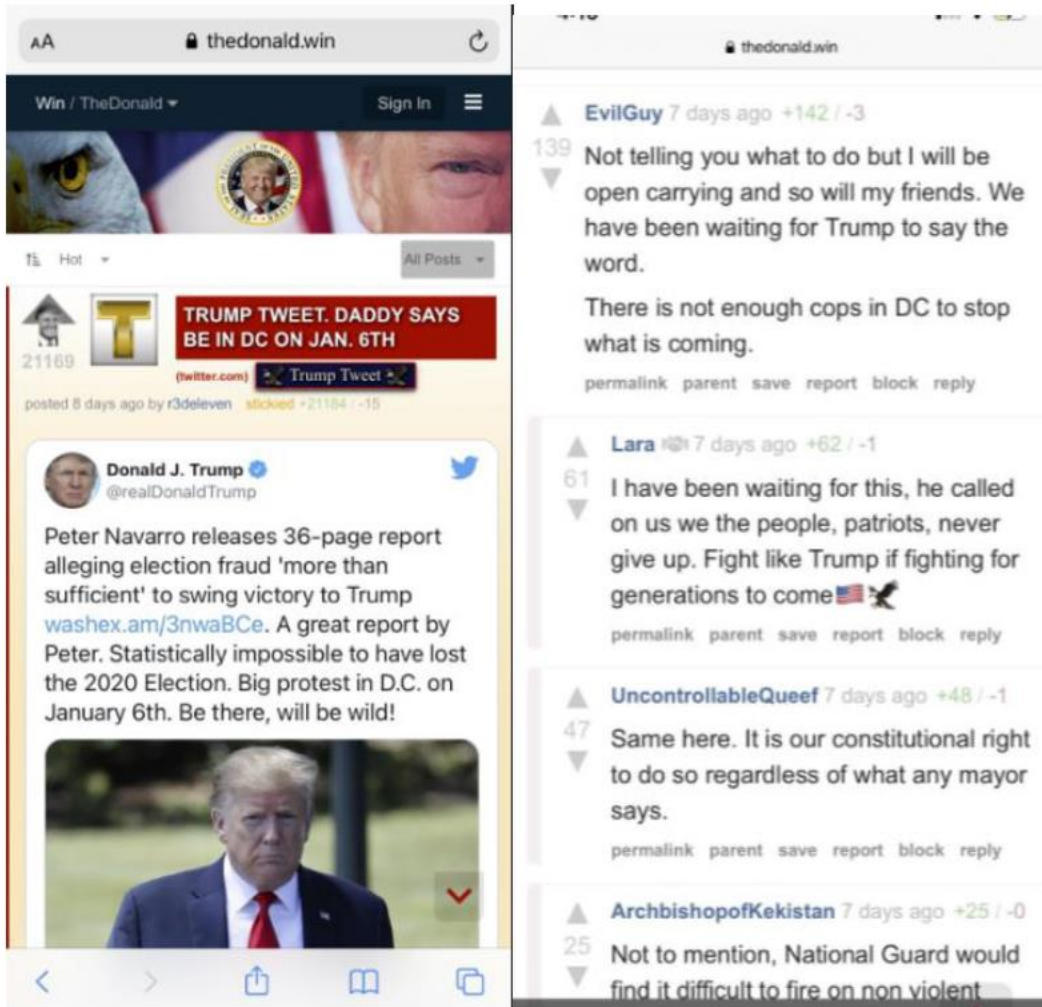 AA
thedonald.win
Win / TheDonald
Sign In
Hot
All Posts
21169
T
TRUMP TWEET. DADDY SAYS
BE IN DC ON JAN. 6TH
(twitter.com) Trump Tweet
posted 8 days ago by r3deleven stickied +21184 / -15
Donald J. Trump
@realDonaldTrump
Peter Navarro releases 36-page report
alleging election fraud 'more than
sufficient' to swing victory to Trump
washex.am/3nwaBCe. A great report by
Peter. Statistically impossible to have lost
the 2020 Election. Big protest in D.C. on
January 6th. Be there, will be wild!
thedonald.win
EvilGuy 7 days ago +142 / -3
139
Not telling you what to do but I will be
open carrying and so will my friends. We
have been waiting for Trump to say the
word.
There is not enough cops in DC to stop
what is coming.
permalink parent save report block reply
Lara 7 days ago +62 / -1
61
I have been waiting for this, he called
on us we the people, patriots, never
give up. Fight like Trump if fighting for
generations to come🇺🇸🦅
permalink parent save report block reply
UncontrollableQueef 7 days ago +48 / -1
47
Same here. It is our constitutional right
to do so regardless of what any mayor
says.
permalink parent save report block reply
ArchbishopofKekistan 7 days ago +25 / -0
25
Not to mention, National Guard would
find it difficult to fire on non violent